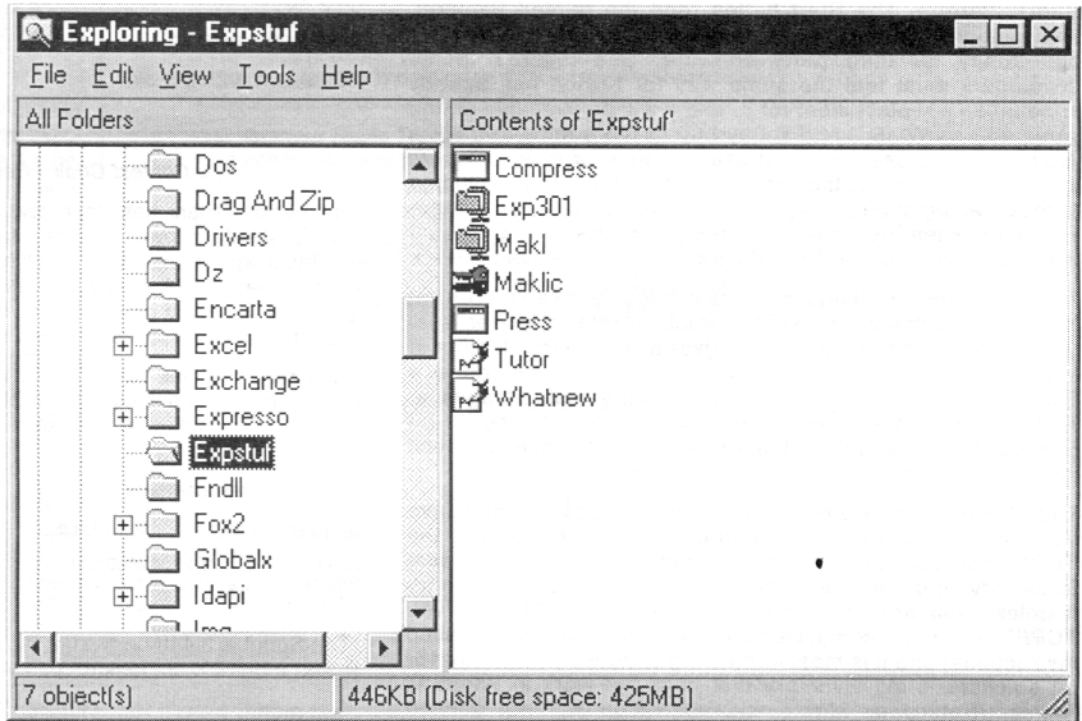 Exploring - Expstuf
File Edit View Tools Help
All Folders
Contents of 'Expstuf'
Dos
Drag And Zip
Drivers
Dz
Encarta
Excel
Exchange
Expresso
Expstuf
Fndll
Fox2
Globalx
Idapi
Img
Compress
Exp301
Makl
Maklic
Press
Tutor
Whatnew
7 object(s)
446KB (Disk free space: 425MB)